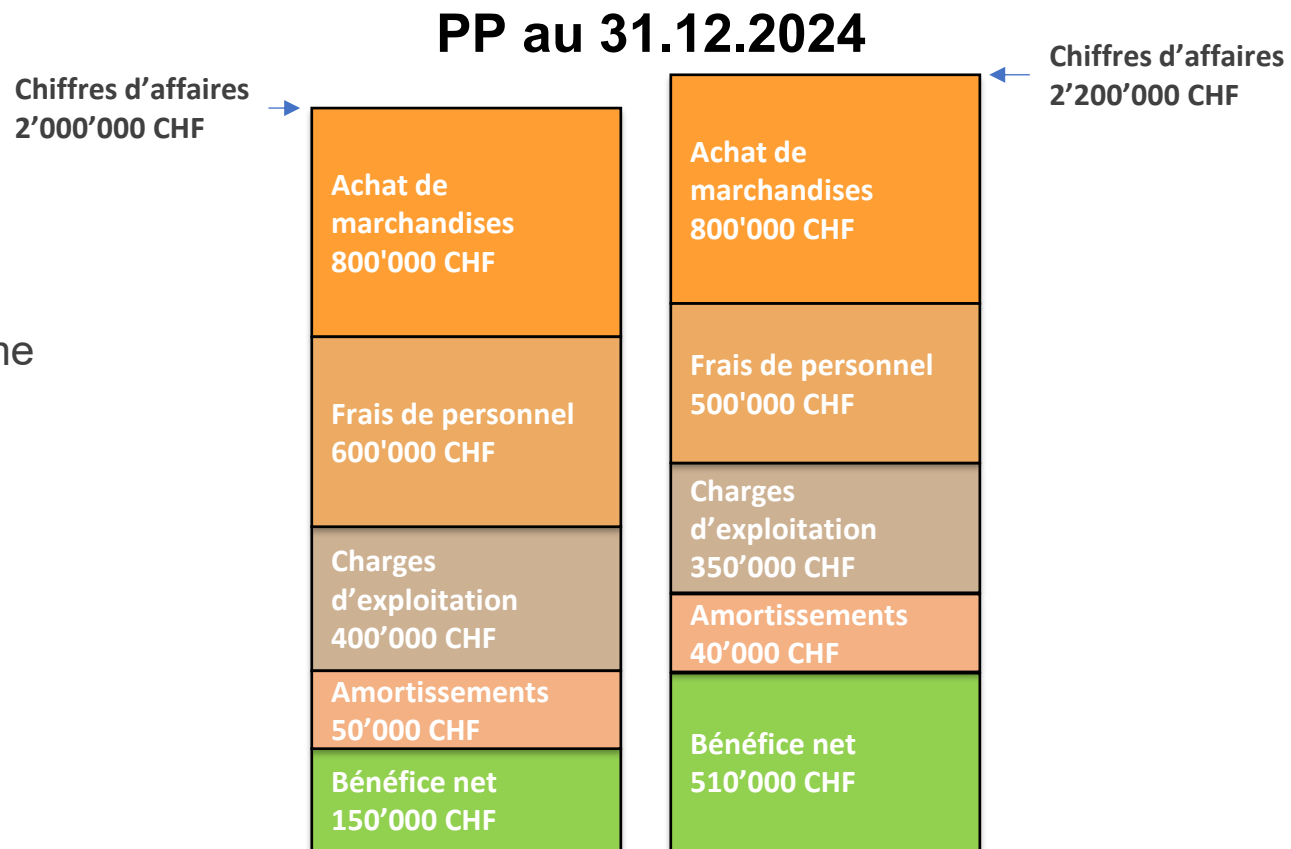 PP au 31.12.2024
Chiffres d’affaires
2’000’000 CHF
Chiffres d’affaires
2’200’000 CHF
ne
Achat de
marchandises
800'000 CHF
Frais de personnel
600'000 CHF
Charges
d’exploitation
400’000 CHF
Amortissements
50’000 CHF
Bénéfice net
150’000 CHF
Achat de
marchandises
800'000 CHF
Frais de personnel
500'000 CHF
Charges
d’exploitation
350’000 CHF
Amortissements
40’000 CHF
Bénéfice net
510’000 CHF